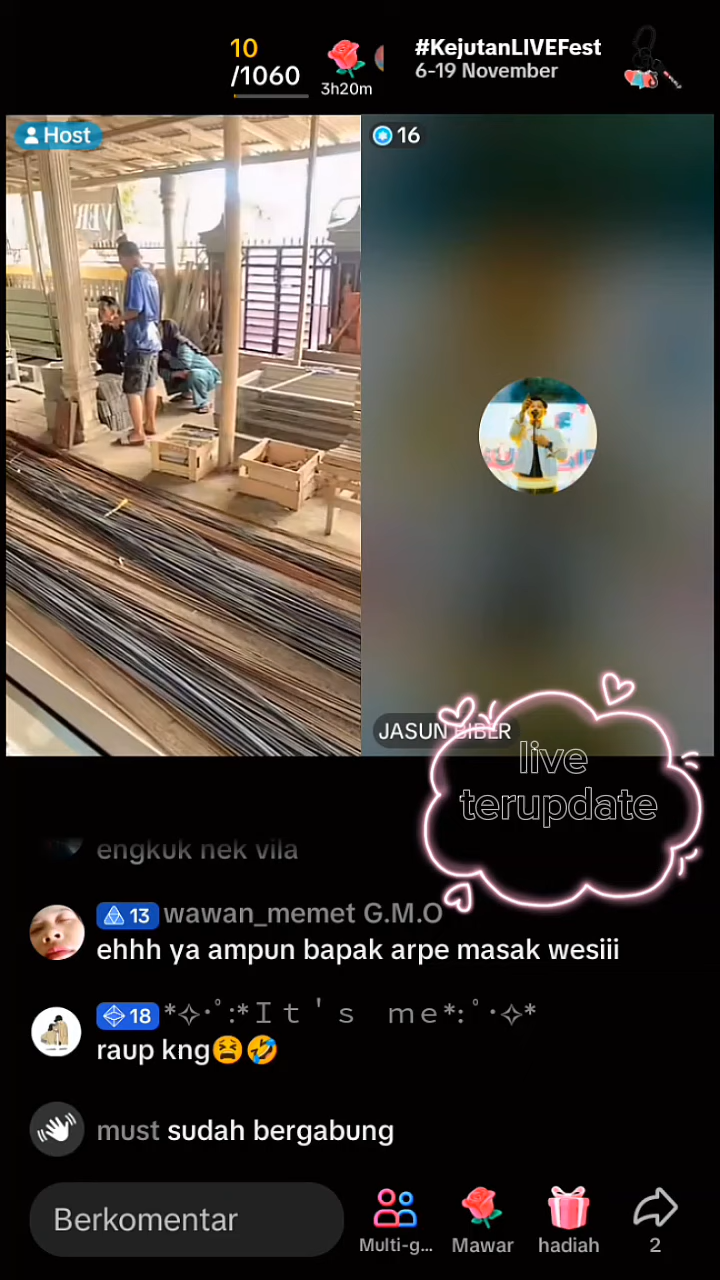 10
/1060
3h20m
#KejutanLIVEFest
6-19 November
Host
16
JASUN BIBER
live
terupdate
engkuk nek vila
13 wawan_memet G.M.O
ehhh ya ampun bapak arpe masak wesiii
18 *✧･ﾟ:*Ｉｔ＇ｓ ｍｅ*:ﾟ･✧*
raup kng😫🤣
must sudah bergabung
Berkomentar
Multi-g...
Mawar
hadiah
2